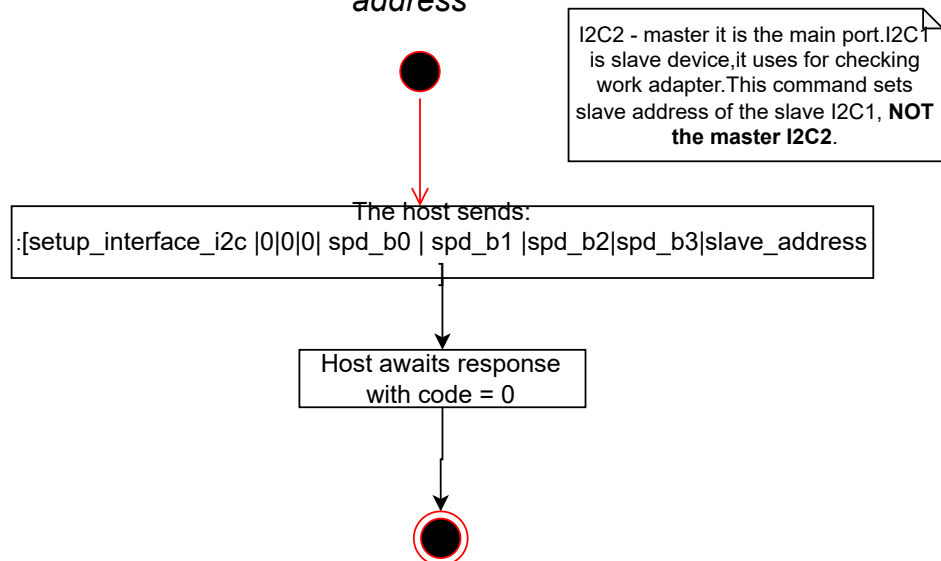 address
I2C2 - master it is the main port.I2C1
is slave device,it uses for checking
work adapter.This command sets
slave address of the slave I2C1, NOT
the master I2C2.
The host sends:
:[setup_interface_i2c |0|0|0| spd_b0 | spd_b1 |spd_b2|spd_b3|slave_address
]
Host awaits response
with code = 0